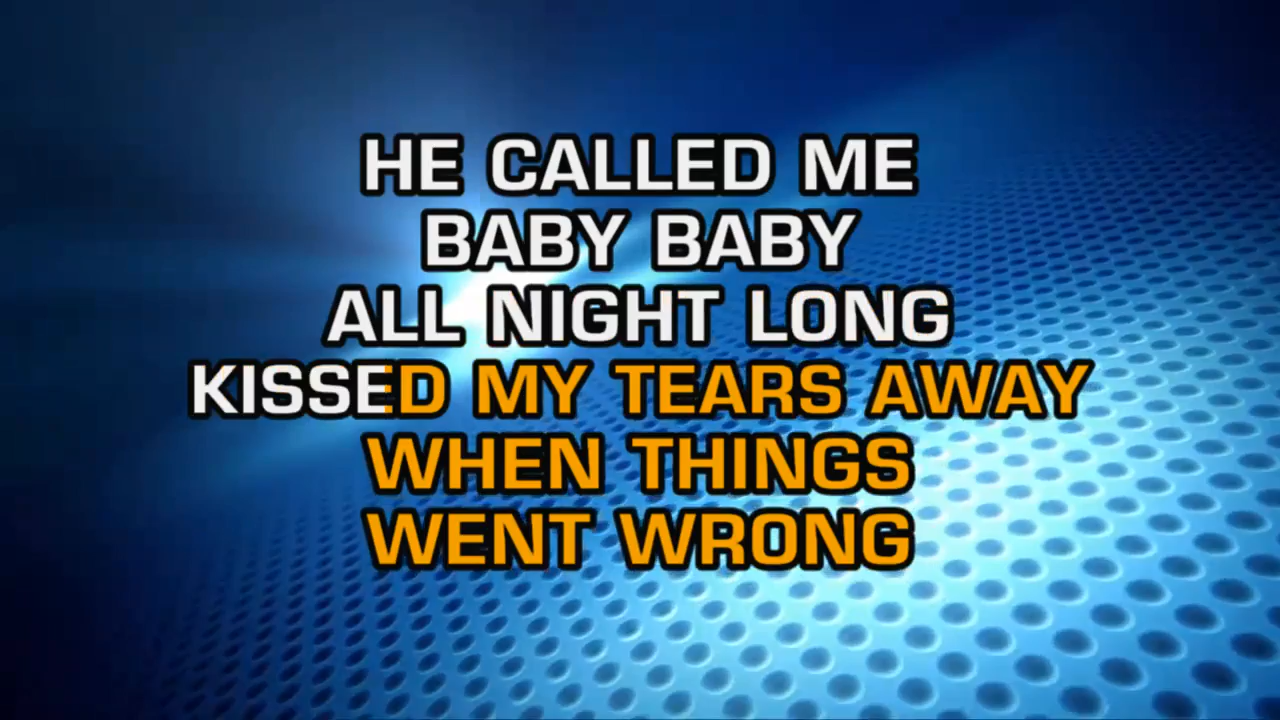 HE CALLED ME
BABY BABY
ALL NIGHT LONG
KISSED MY TEARS AWAY
WHEN THINGS
WENT WRONG